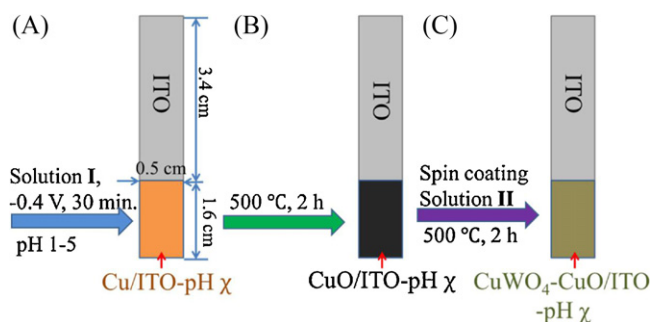 (A)
(B)
(C)
ITO
3.4 cm
0.5 cm
1.6 cm
Solution I,
-0.4 V, 30 min.
pH 1-5
Cu/ITO-pH χ
500 ℃, 2 h
ITO
CuO/ITO-pH χ
Spin coating
Solution II
500 ℃, 2 h
ITO
CuWO₄-CuO/ITO
-pH χ